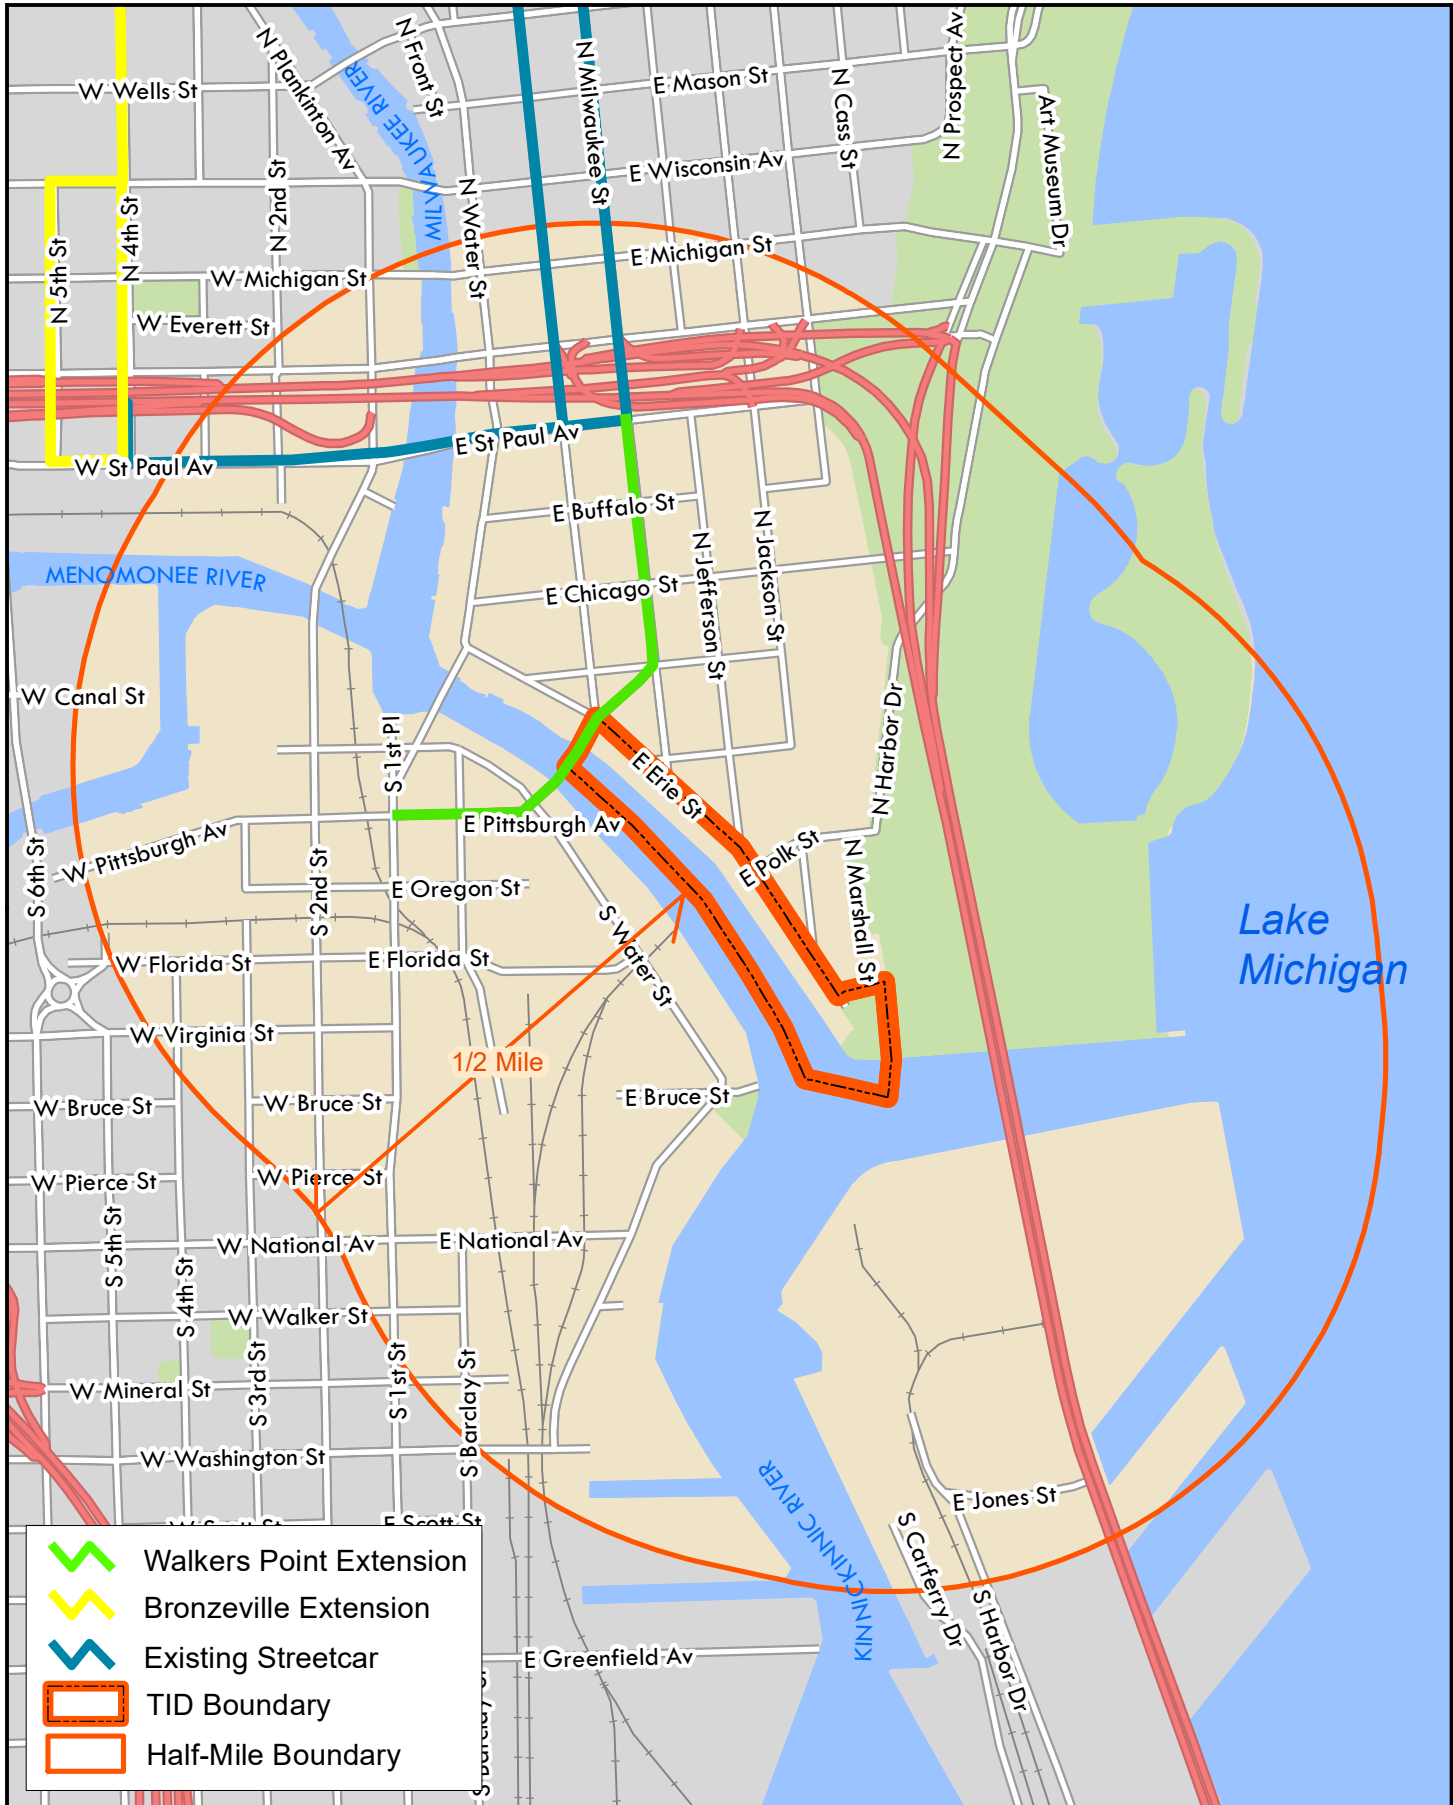 N Plankinton Av
N Front St
N Milwaukee St
E Mason St
N Cass St
N Prospect Av
Art Museum Dr
W Wells St
MILWAUKEE RIVER
E Wisconsin Av
N 2nd St
N Water St
N 4th St
N 5th St
E Michigan St
W Michigan St
W Everett St
E St Paul Av
W St Paul Av
E Buffalo St
N Jefferson St
N Jackson St
MENOMONEE RIVER
E Chicago St
W Canal St
S 1st Pl
N Harbor Dr
E Erie St
E Pittsburgh Av
W Pittsburgh Av
S 6th St
S 2nd St
E Polk St
N Marshall St
E Oregon St
S Water St
Lake
Michigan
W Florida St
E Florida St
W Virginia St
1/2 Mile
W Bruce St
W Bruce St
E Bruce St
W Pierce St
W Pierce St
S 5th St
W National Av
E National Av
S 4th St
W Walker St
S 3rd St
S 1st St
S Barclay St
W Mineral St
W Washington St
KINNICKINNIC RIVER
E Jones St
S Carferry Dr
S Harbor Dr
W Scott St
E Scott St
Walkers Point Extension
Bronzeville Extension
Existing Streetcar
TID Boundary
Half-Mile Boundary
E Greenfield Av
S Barclay St